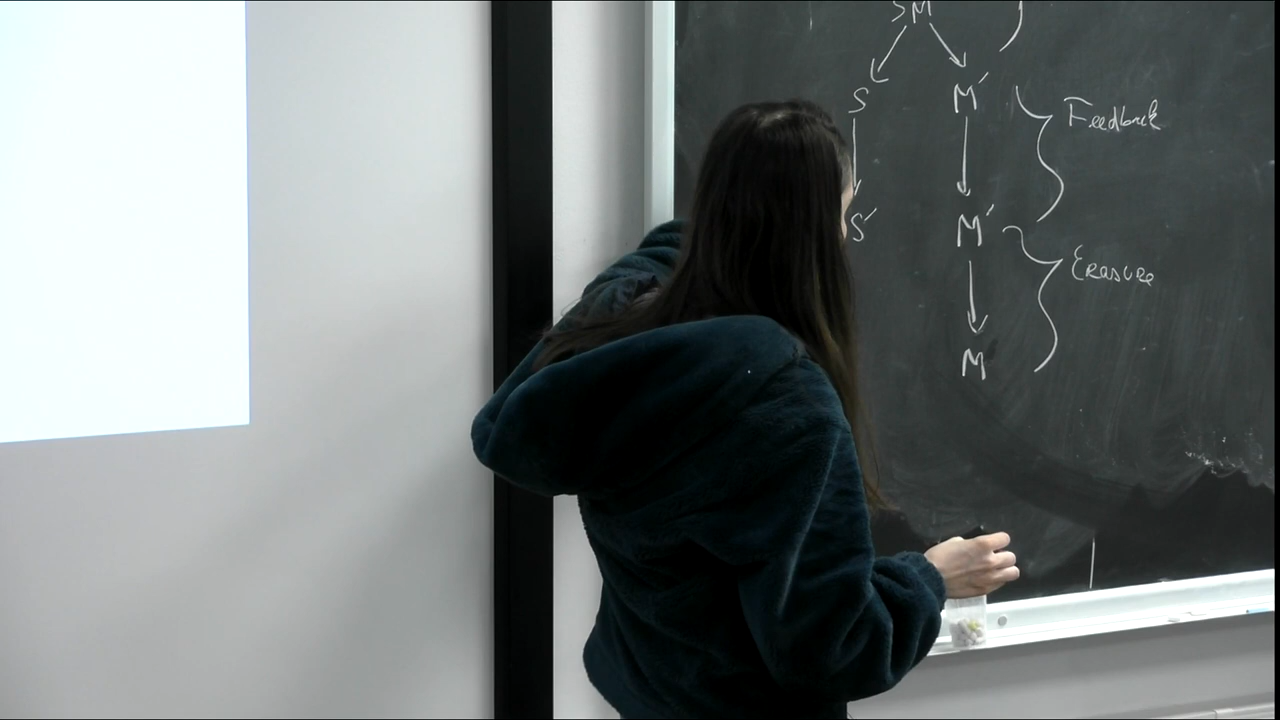 SM
S M′ Feedback
S′ M′
Erasure
M